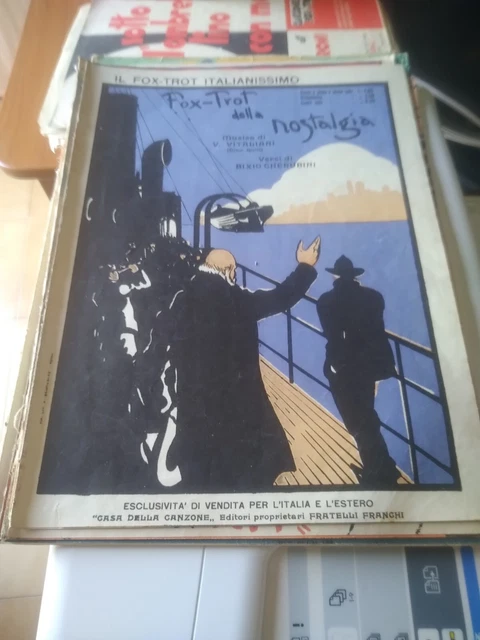 IL FOX-TROT ITALIANISSIMO
Fox-Trot
della
nostalgia
Musica di
V. VITALIANI
Versi di
BIXIO CHERUBINI
ESCLUSIVITA' DI VENDITA PER L'ITALIA E L'ESTERO
"CASA DELLA CANZONE„ Editori proprietari FRATELLI FRANCHI